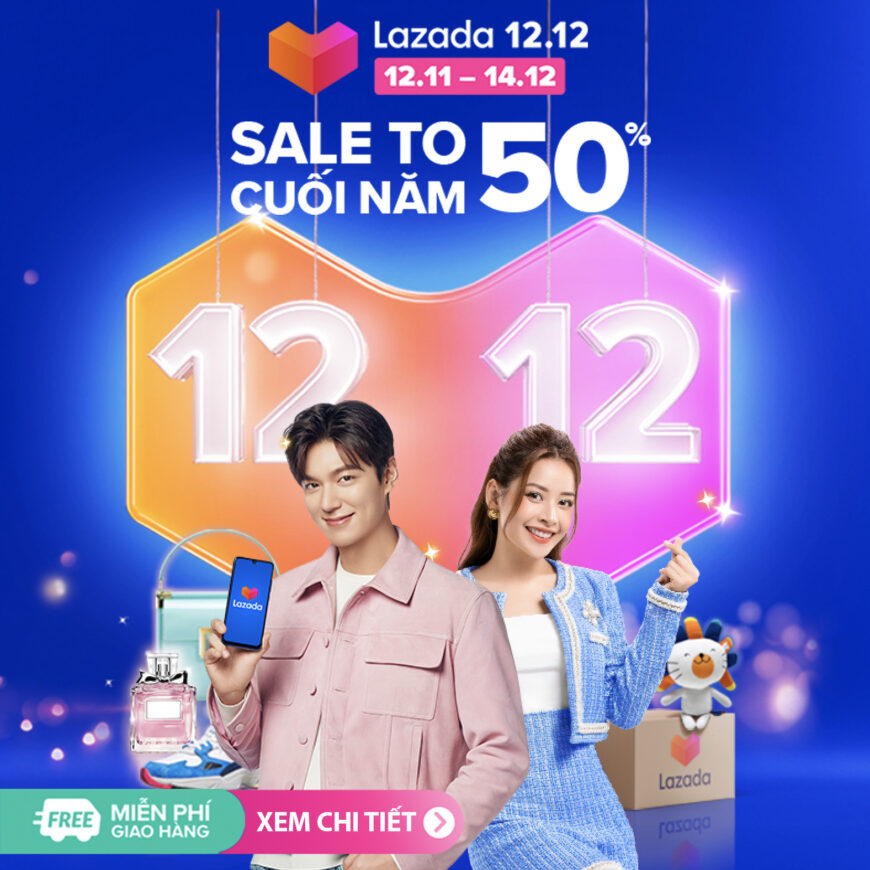 Lazada 12.12
12.11 – 14.12
SALE TO 50%
CUỐI NĂM
12 12
Lazada
Lazada
FREE
MIỄN PHÍ
GIAO HÀNG
XEM CHI TIẾT